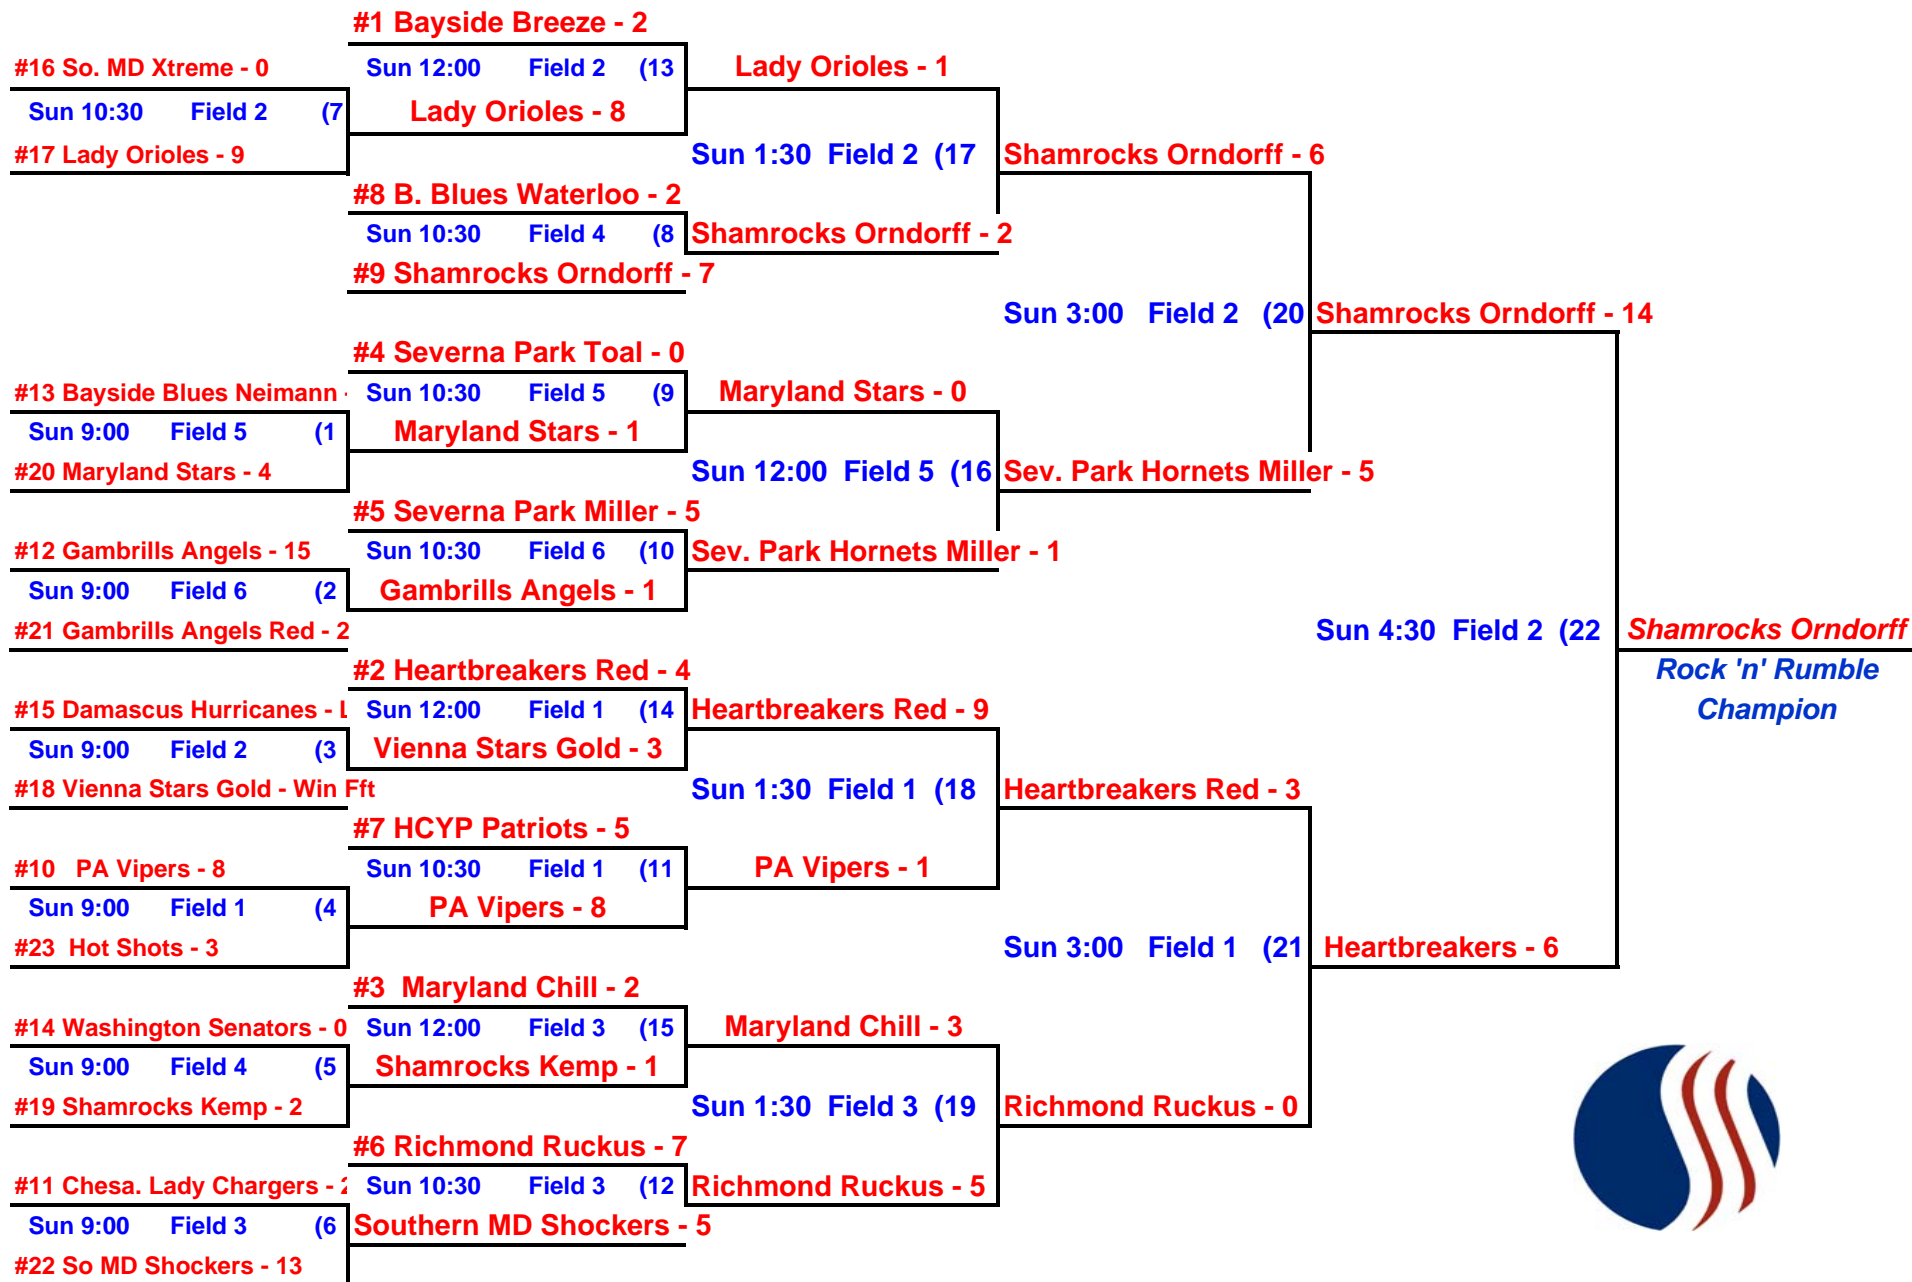 #1 Bayside Breeze - 2
#16 So. MD Xtreme - 0
Sun 12:00 Field 2 (13
Lady Orioles - 1
Sun 10:30 Field 2 (7
Lady Orioles - 8
#17 Lady Orioles - 9
Sun 1:30 Field 2 (17
Shamrocks Orndorff - 6
#8 B. Blues Waterloo - 2
Sun 10:30 Field 4 (8
Shamrocks Orndorff - 2
#9 Shamrocks Orndorff - 7
Sun 3:00 Field 2 (20
Shamrocks Orndorff - 14
#4 Severna Park Toal - 0
#13 Bayside Blues Neimann -
Sun 10:30 Field 5 (9
Maryland Stars - 0
Sun 9:00 Field 5 (1
Maryland Stars - 1
#20 Maryland Stars - 4
Sun 12:00 Field 5 (16
Sev. Park Hornets Miller - 5
#5 Severna Park Miller - 5
#12 Gambrills Angels - 15
Sun 10:30 Field 6 (10
Sev. Park Hornets Miller - 1
Sun 9:00 Field 6 (2
Gambrills Angels - 1
#21 Gambrills Angels Red - 2
Sun 4:30 Field 2 (22
Shamrocks Orndorff
Rock 'n' Rumble
Champion
#2 Heartbreakers Red - 4
#15 Damascus Hurricanes - L
Sun 12:00 Field 1 (14
Heartbreakers Red - 9
Sun 9:00 Field 2 (3
Vienna Stars Gold - 3
#18 Vienna Stars Gold - Win Fft
Sun 1:30 Field 1 (18
Heartbreakers Red - 3
#7 HCYP Patriots - 5
#10 PA Vipers - 8
Sun 10:30 Field 1 (11
PA Vipers - 1
Sun 9:00 Field 1 (4
PA Vipers - 8
#23 Hot Shots - 3
Sun 3:00 Field 1 (21
Heartbreakers - 6
#3 Maryland Chill - 2
#14 Washington Senators - 0
Sun 12:00 Field 3 (15
Maryland Chill - 3
Sun 9:00 Field 4 (5
Shamrocks Kemp - 1
#19 Shamrocks Kemp - 2
Sun 1:30 Field 3 (19
Richmond Ruckus - 0
#6 Richmond Ruckus - 7
#11 Chesa. Lady Chargers - 2
Sun 10:30 Field 3 (12
Richmond Ruckus - 5
Sun 9:00 Field 3 (6
Southern MD Shockers - 5
#22 So MD Shockers - 13